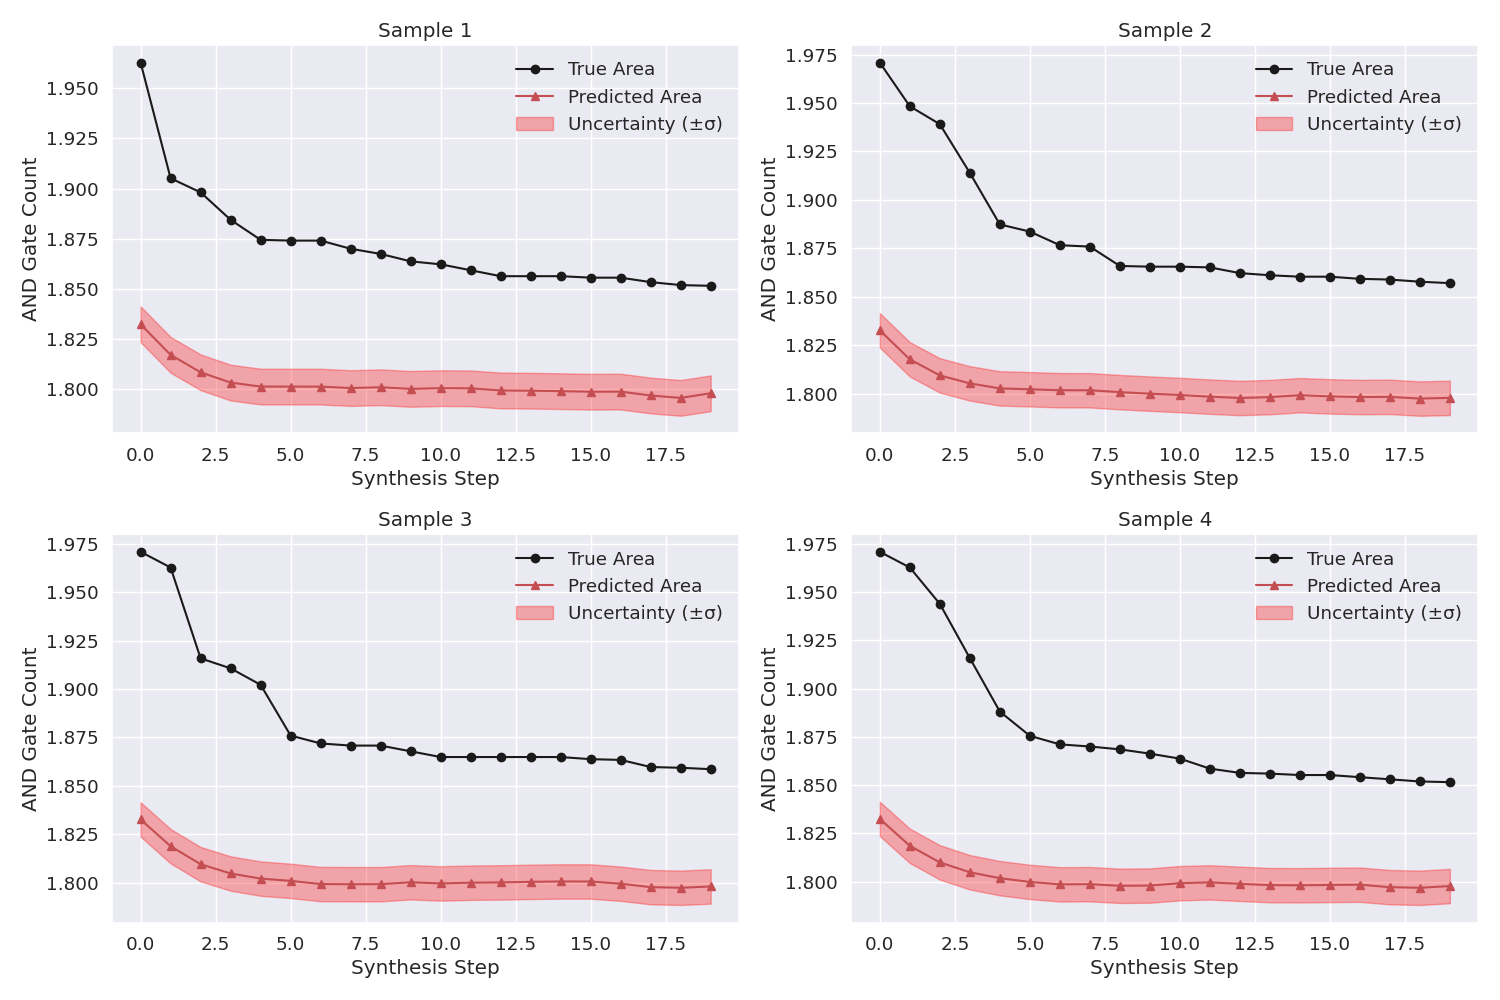 Sample 1
AND Gate Count
1.950
1.925
1.900
1.875
1.850
1.825
1.800
True Area
Predicted Area
Uncertainty (±σ)
0.0 2.5 5.0 7.5 10.0 12.5 15.0 17.5
Synthesis Step
Sample 2
AND Gate Count
1.975
1.950
1.925
1.900
1.875
1.850
1.825
1.800
True Area
Predicted Area
Uncertainty (±σ)
0.0 2.5 5.0 7.5 10.0 12.5 15.0 17.5
Synthesis Step
Sample 3
AND Gate Count
1.975
1.950
1.925
1.900
1.875
1.850
1.825
1.800
True Area
Predicted Area
Uncertainty (±σ)
0.0 2.5 5.0 7.5 10.0 12.5 15.0 17.5
Synthesis Step
Sample 4
AND Gate Count
1.975
1.950
1.925
1.900
1.875
1.850
1.825
1.800
True Area
Predicted Area
Uncertainty (±σ)
0.0 2.5 5.0 7.5 10.0 12.5 15.0 17.5
Synthesis Step